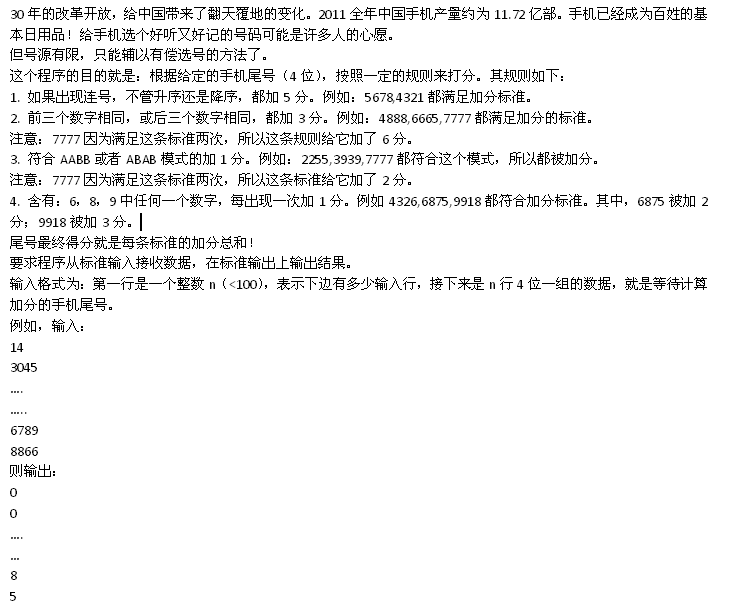 30 年的改革开放，给中国带来了翻天覆地的变化。2011 全年中国手机产量约为 11.72 亿部。手机已经成为百姓的基
本日用品！给手机选个好听又好记的号码可能是许多人的心愿。
但号源有限，只能辅以有偿选号的方法了。
这个程序的目的就是：根据给定的手机尾号（4 位），按照一定的规则来打分。其规则如下：
1. 如果出现连号，不管升序还是降序，都加 5 分。例如：5678,4321 都满足加分标准。
2. 前三个数字相同，或后三个数字相同，都加 3 分。例如：4888,6665,7777 都满足加分的标准。
注意：7777 因为满足这条标准两次，所以这条规则给它加了 6 分。
3. 符合 AABB 或者 ABAB 模式的加 1 分。例如：2255,3939,7777 都符合这个模式，所以都被加分。
注意：7777 因为满足这条标准两次，所以这条标准给它加了 2 分。
4. 含有：6，8，9 中任何一个数字，每出现一次加 1 分。例如 4326,6875,9918 都符合加分标准。其中，6875 被加 2
分；9918 被加 3 分。
尾号最终得分就是每条标准的加分总和！
要求程序从标准输入接收数据，在标准输出上输出结果。
输入格式为：第一行是一个整数 n（<100），表示下边有多少输入行，接下来是 n 行 4 位一组的数据，就是等待计算
加分的手机尾号。
例如，输入：
14
3045
....
.....
6789
8866
则输出：
0
0
....
...
8
5